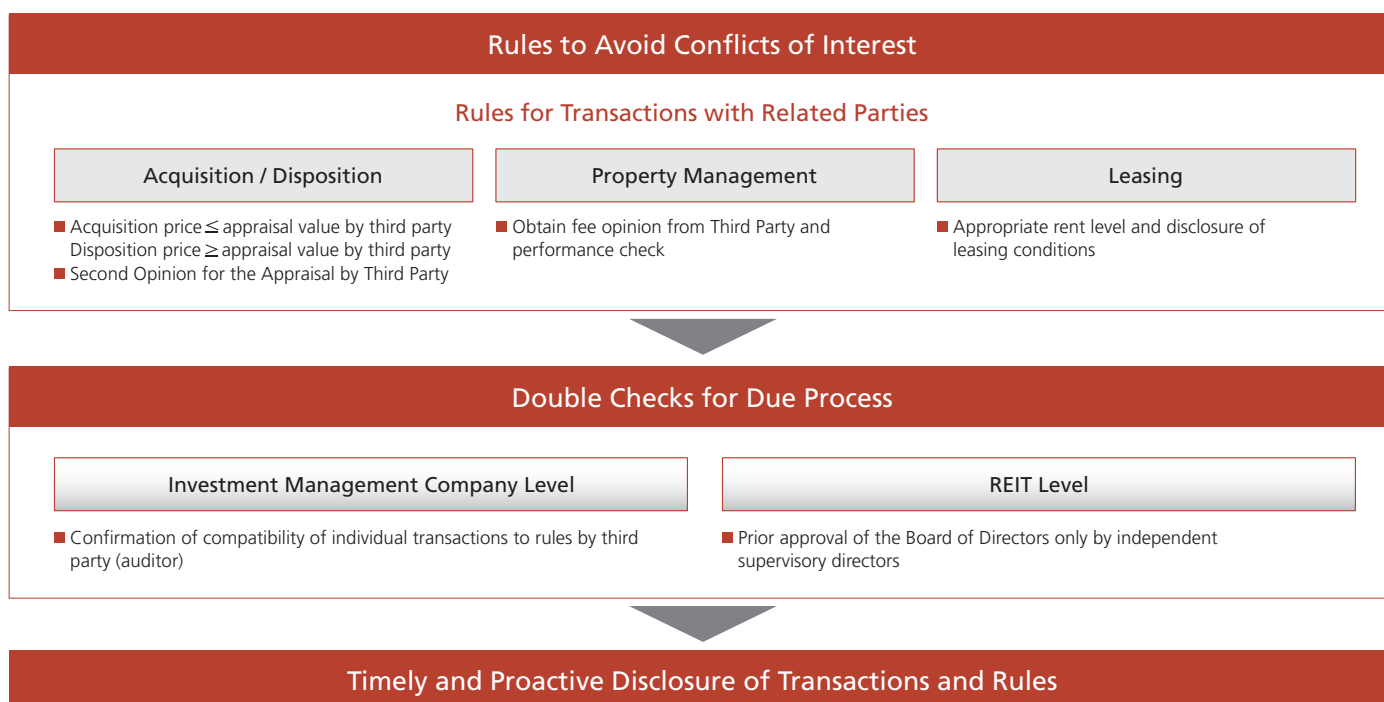 Rules to Avoid Conflicts of Interest
Rules for Transactions with Related Parties
Acquisition / Disposition
■ Acquisition price ≦ appraisal value by third party
Disposition price ≧ appraisal value by third party
■ Second Opinion for the Appraisal by Third Party
Property Management
■ Obtain fee opinion from Third Party and
performance check
Leasing
■ Appropriate rent level and disclosure of
leasing conditions
Double Checks for Due Process
Investment Management Company Level
■ Confirmation of compatibility of individual transactions to rules by third
party (auditor)
REIT Level
■ Prior approval of the Board of Directors only by independent
supervisory directors
Timely and Proactive Disclosure of Transactions and Rules